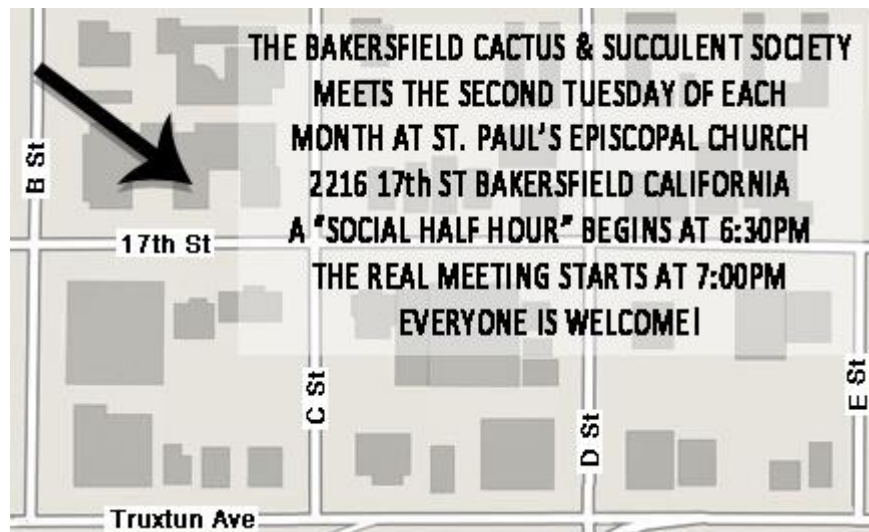 THE BAKERSFIELD CACTUS & SUCCULENT SOCIETY
MEETS THE SECOND TUESDAY OF EACH
MONTH AT ST. PAUL'S EPISCOPAL CHURCH
2216 17th ST BAKERSFIELD CALIFORNIA
A "SOCIAL HALF HOUR" BEGINS AT 6:30PM
THE REAL MEETING STARTS AT 7:00PM
EVERYONE IS WELCOME!
B St
17th St
C St
D St
E St
Truxtun Ave